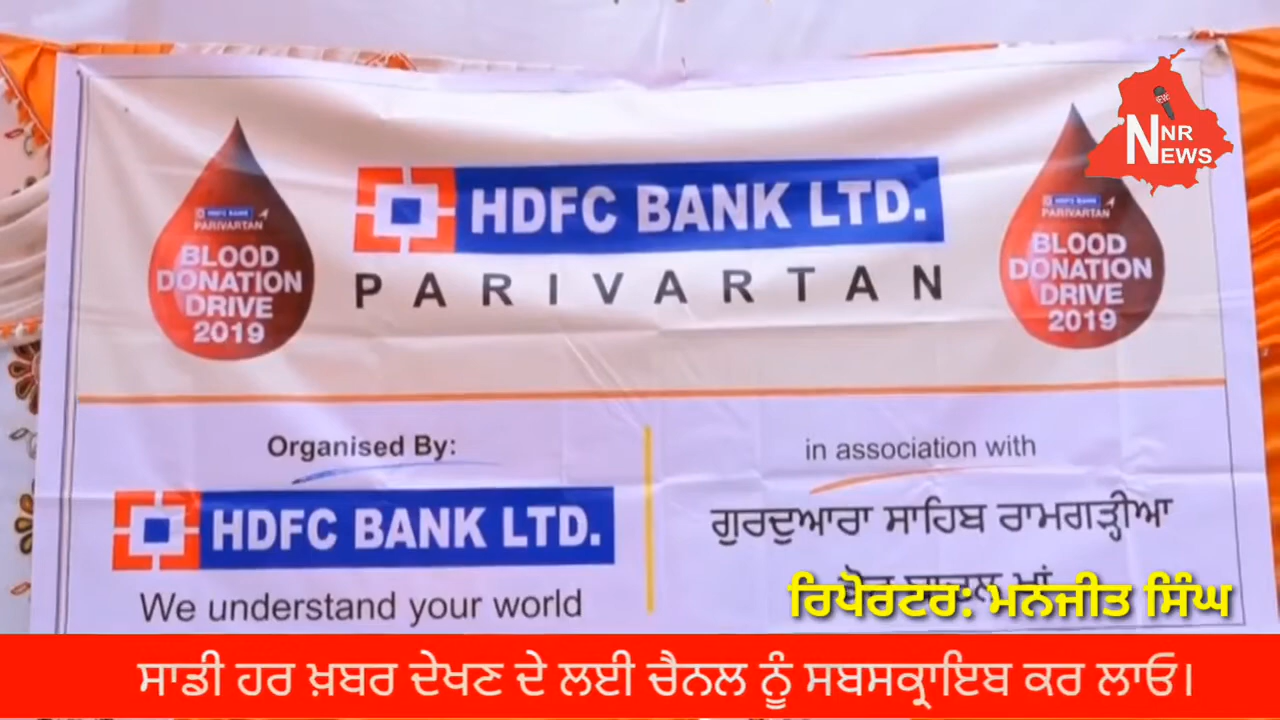 NNR NEWS
HDFC BANK LTD.
PARIVARTAN
HDFC BANK
PARIVARTAN
BLOOD
DONATION
DRIVE
2019
HDFC BANK
PARIVARTAN
BLOOD
DONATION
DRIVE
2019
Organised By:
HDFC BANK LTD.
We understand your world
in association with
ਗੁਰਦੁਆਰਾ ਸਾਹਿਬ ਰਾਮਗੜ੍ਹੀਆ
ਰਿਪੋਰਟਰ: ਮਨਜੀਤ ਸਿੰਘ
ਸਾਡੀ ਹਰ ਖ਼ਬਰ ਦੇਖਣ ਦੇ ਲਈ ਚੈਨਲ ਨੂੰ ਸਬਸਕ੍ਰਾਇਬ ਕਰ ਲਾਓ।